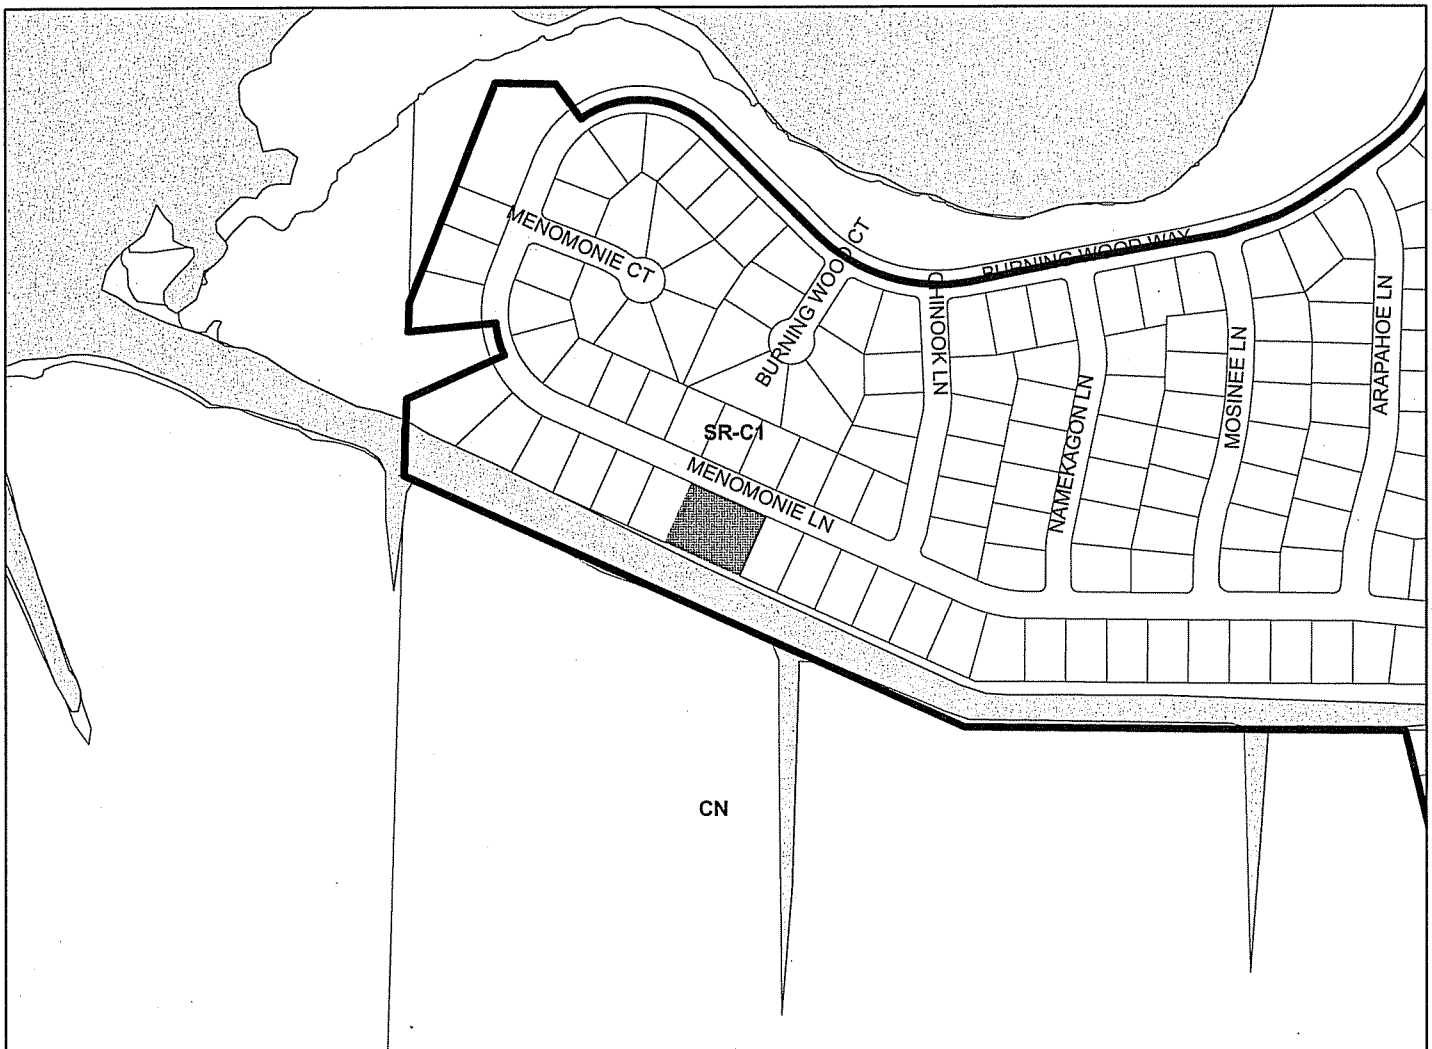 MENOMONIE CT
BURNING WOOD CT
BURNING WOOD WAY
CHINOOK LN
ARAPAHOE LN
MOSINEE LN
NAMEKAGON LN
SR-C1
MENOMONIE LN
CN